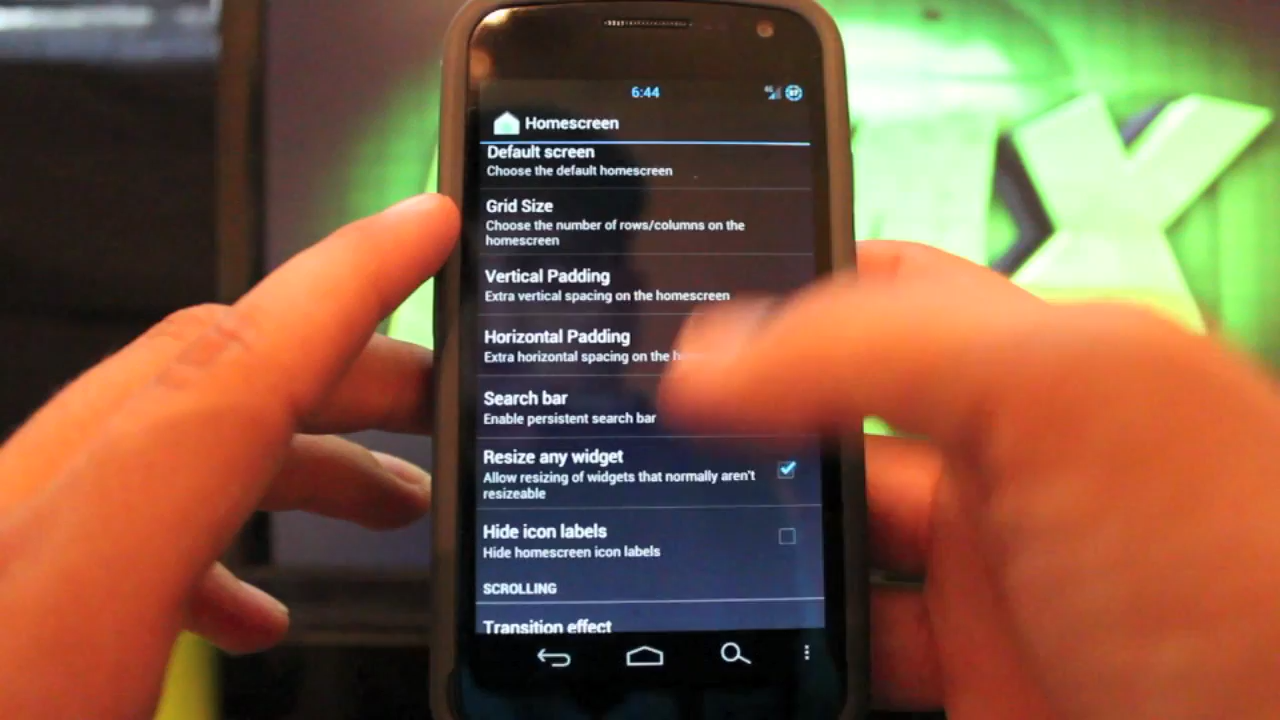 6:44
4G
Homescreen
Default screen
Choose the default homescreen
Grid Size
Choose the number of rows/columns on the
homescreen
Vertical Padding
Extra vertical spacing on the homescreen
Horizontal Padding
Extra horizontal spacing on the
Search bar
Enable persistent search bar
Resize any widget
Allow resizing of widgets that normally aren't
resizeable
Hide icon labels
Hide homescreen icon labels
SCROLLING
Transition effect
X